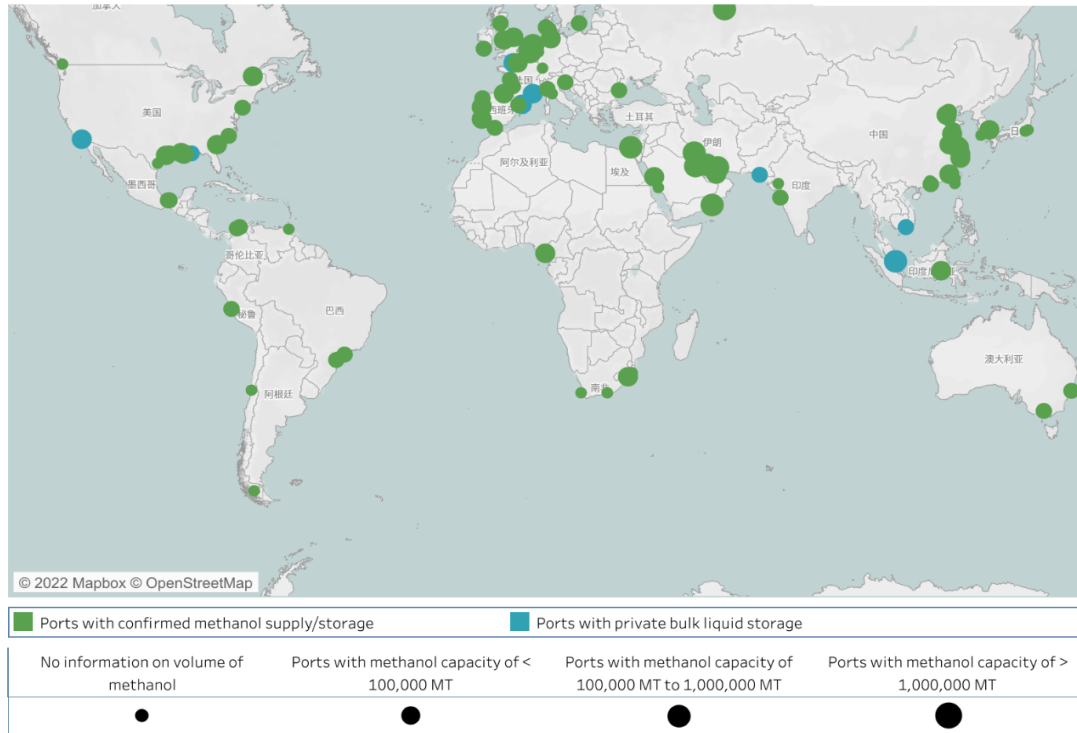 加拿大
美国
墨西哥
哥伦比亚
秘鲁
巴西
阿根廷
法国
西班牙
土耳其
阿尔及利亚
埃及
伊朗
中国
日
印度
南非
澳大利亚
© 2022 Mapbox © OpenStreetMap
Ports with confirmed methanol supply/storage
Ports with private bulk liquid storage
No information on volume of
methanol
Ports with methanol capacity of <
100,000 MT
Ports with methanol capacity of
100,000 MT to 1,000,000 MT
Ports with methanol capacity of >
1,000,000 MT